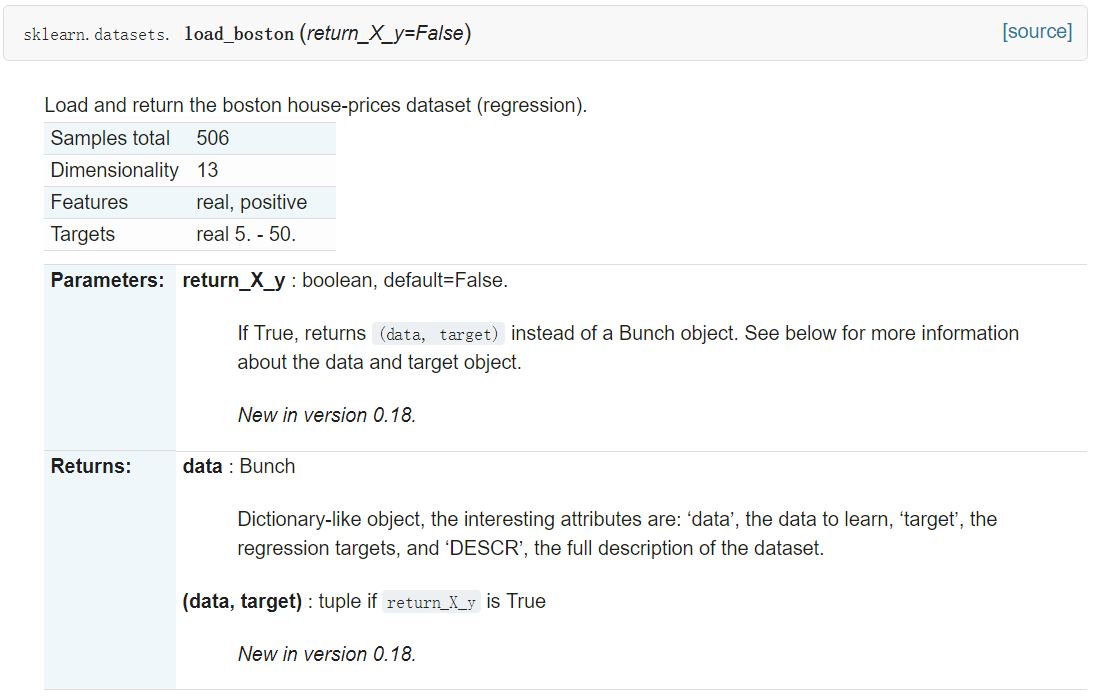 sklearn.datasets. load_boston(return_X_y=False) [source]
Load and return the boston house-prices dataset (regression).
Samples total 506
Dimensionality 13
Features real, positive
Targets real 5. - 50.
Parameters: return_X_y : boolean, default=False.
If True, returns (data, target) instead of a Bunch object. See below for more information
about the data and target object.
New in version 0.18.
Returns: data : Bunch
Dictionary-like object, the interesting attributes are: ‘data’, the data to learn, ‘target’, the
regression targets, and ‘DESCR’, the full description of the dataset.
(data, target) : tuple if return_X_y is True
New in version 0.18.